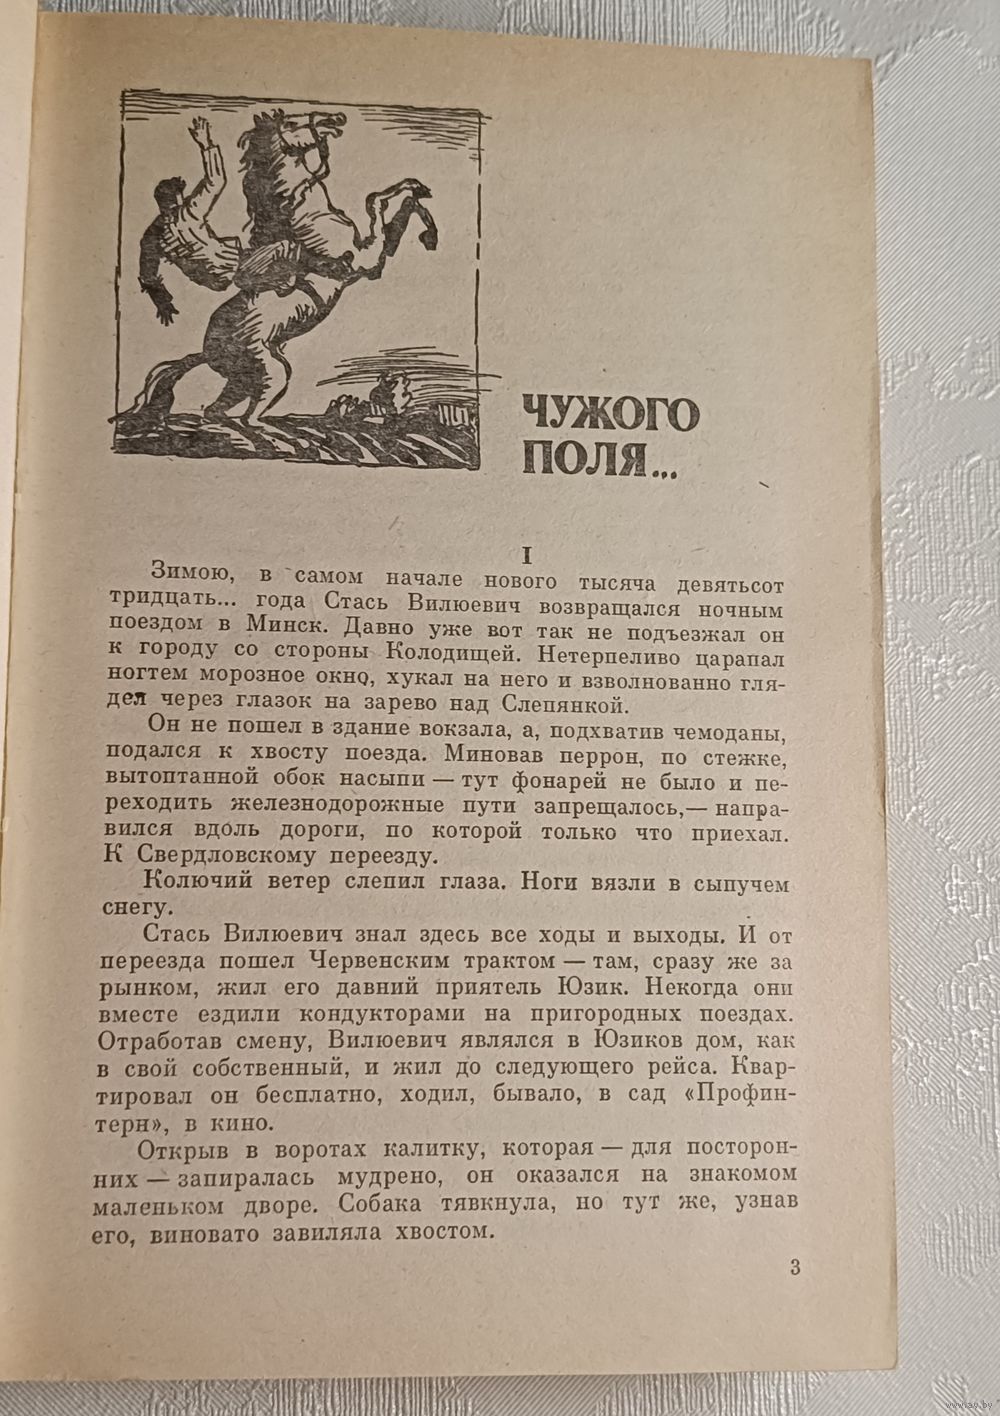 ЧУЖОГО
ПОЛЯ...
I
Зимою, в самом начале нового тысяча девятьсот
тридцать... года Стась Вилюевич возвращался ночным
поездом в Минск. Давно уже вот так не подъезжал он
к городу со стороны Колодищей. Нетерпеливо царапал
ногтем морозное окно, хукал на него и взволнованно гля-
дел через глазок на зарево над Слепянкой.
Он не пошел в здание вокзала, а, подхватив чемоданы,
подался к хвосту поезда. Миновав перрон, по стежке,
вытоптанной обок насыпи — тут фонарей не было и пе-
реходить железнодорожные пути запрещалось,— напра-
вился вдоль дороги, по которой только что приехал.
К Свердловскому переезду.
Колючий ветер слепил глаза. Ноги вязли в сыпучем
снегу.
Стась Вилюевич знал здесь все ходы и выходы. И от
переезда пошел Червенским трактом — там, сразу же за
рынком, жил его давний приятель Юзик. Некогда они
вместе ездили кондукторами на пригородных поездах.
Отработав смену, Вилюевич являлся в Юзиков дом, как
в свой собственный, и жил до следующего рейса. Квар-
тировал он бесплатно, ходил, бывало, в сад «Профин-
терн», в кино.
Открыв в воротах калитку, которая — для посторон-
них — запиралась мудрено, он оказался на знакомом
маленьком дворе. Собака тявкнула, но тут же, узнав
его, виновато завиляла хвостом.
3
www.ay.by